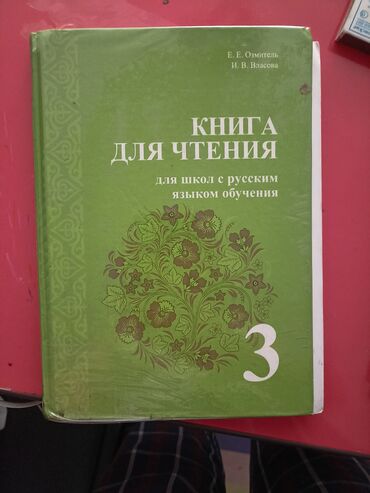 Е. Е. Озмитель
И. В. Власова
КНИГА
ДЛЯ ЧТЕНИЯ
для школ с русским
языком обучения
3